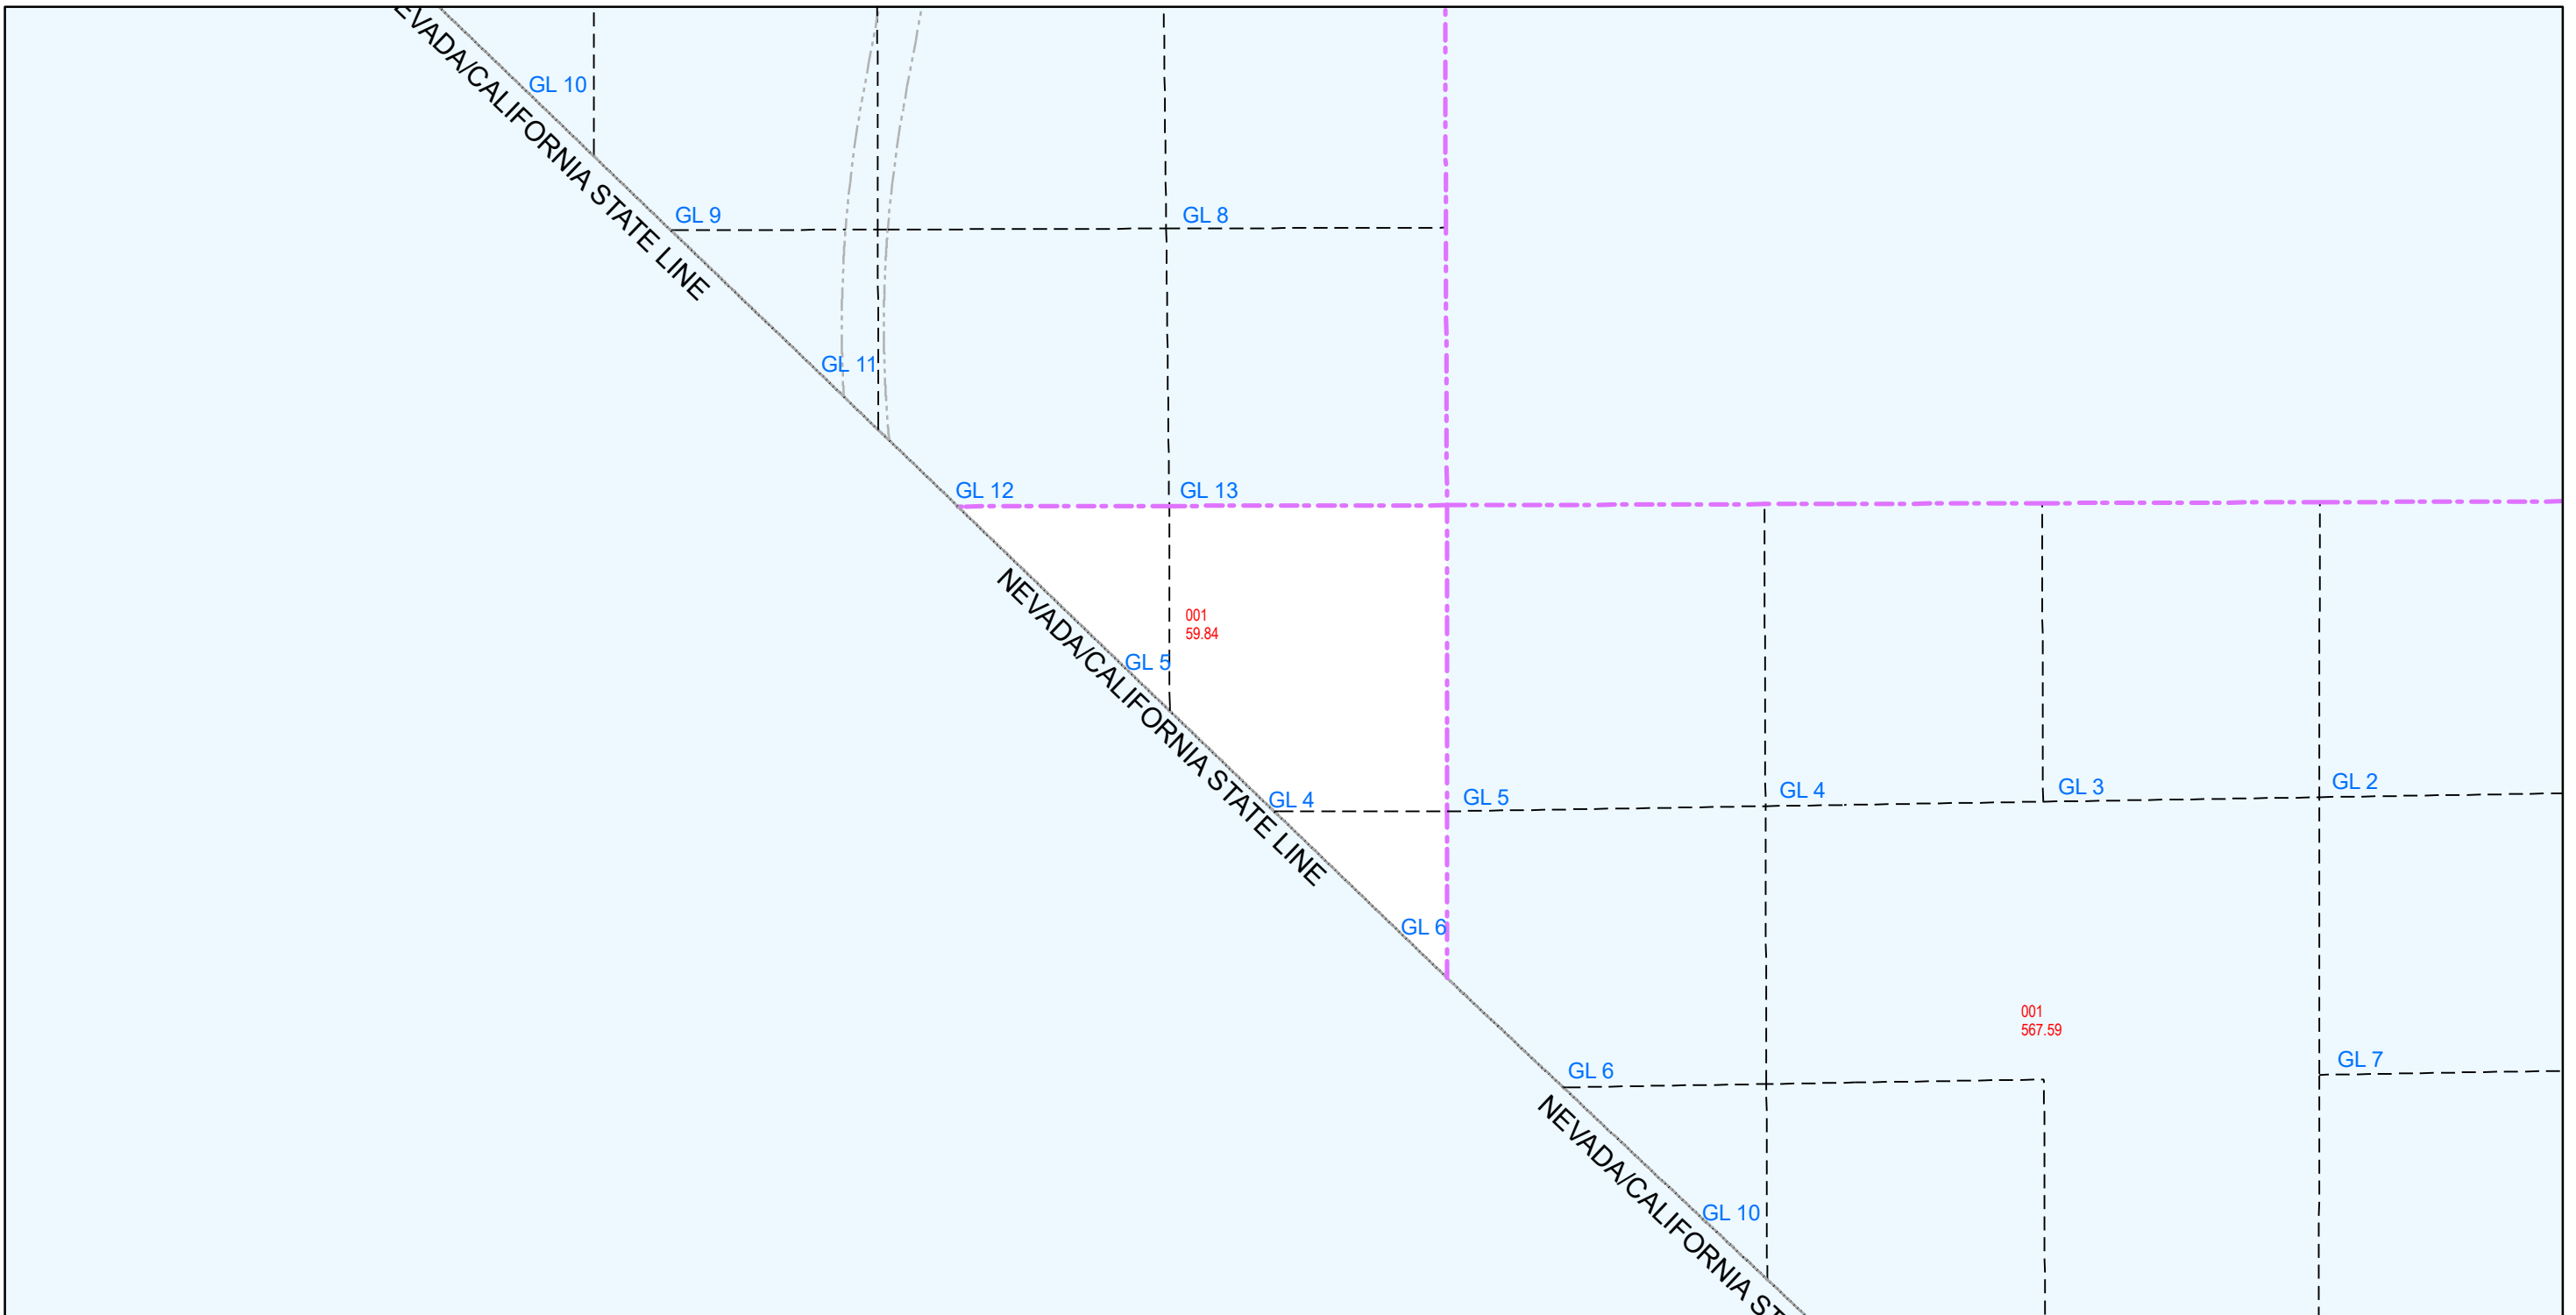 EVADA/CALIFORNIA STATE LINE
GL 10
GL 9
GL 8
GL 11
GL 12
GL 13
NEVADA/CALIFORNIA STATE LINE
001
59.84
GL 5
GL 4
GL 5
GL 4
GL 3
GL 2
GL 6
001
567.59
GL 6
GL 7
NEVADA/CALIFORNIA ST
GL 10